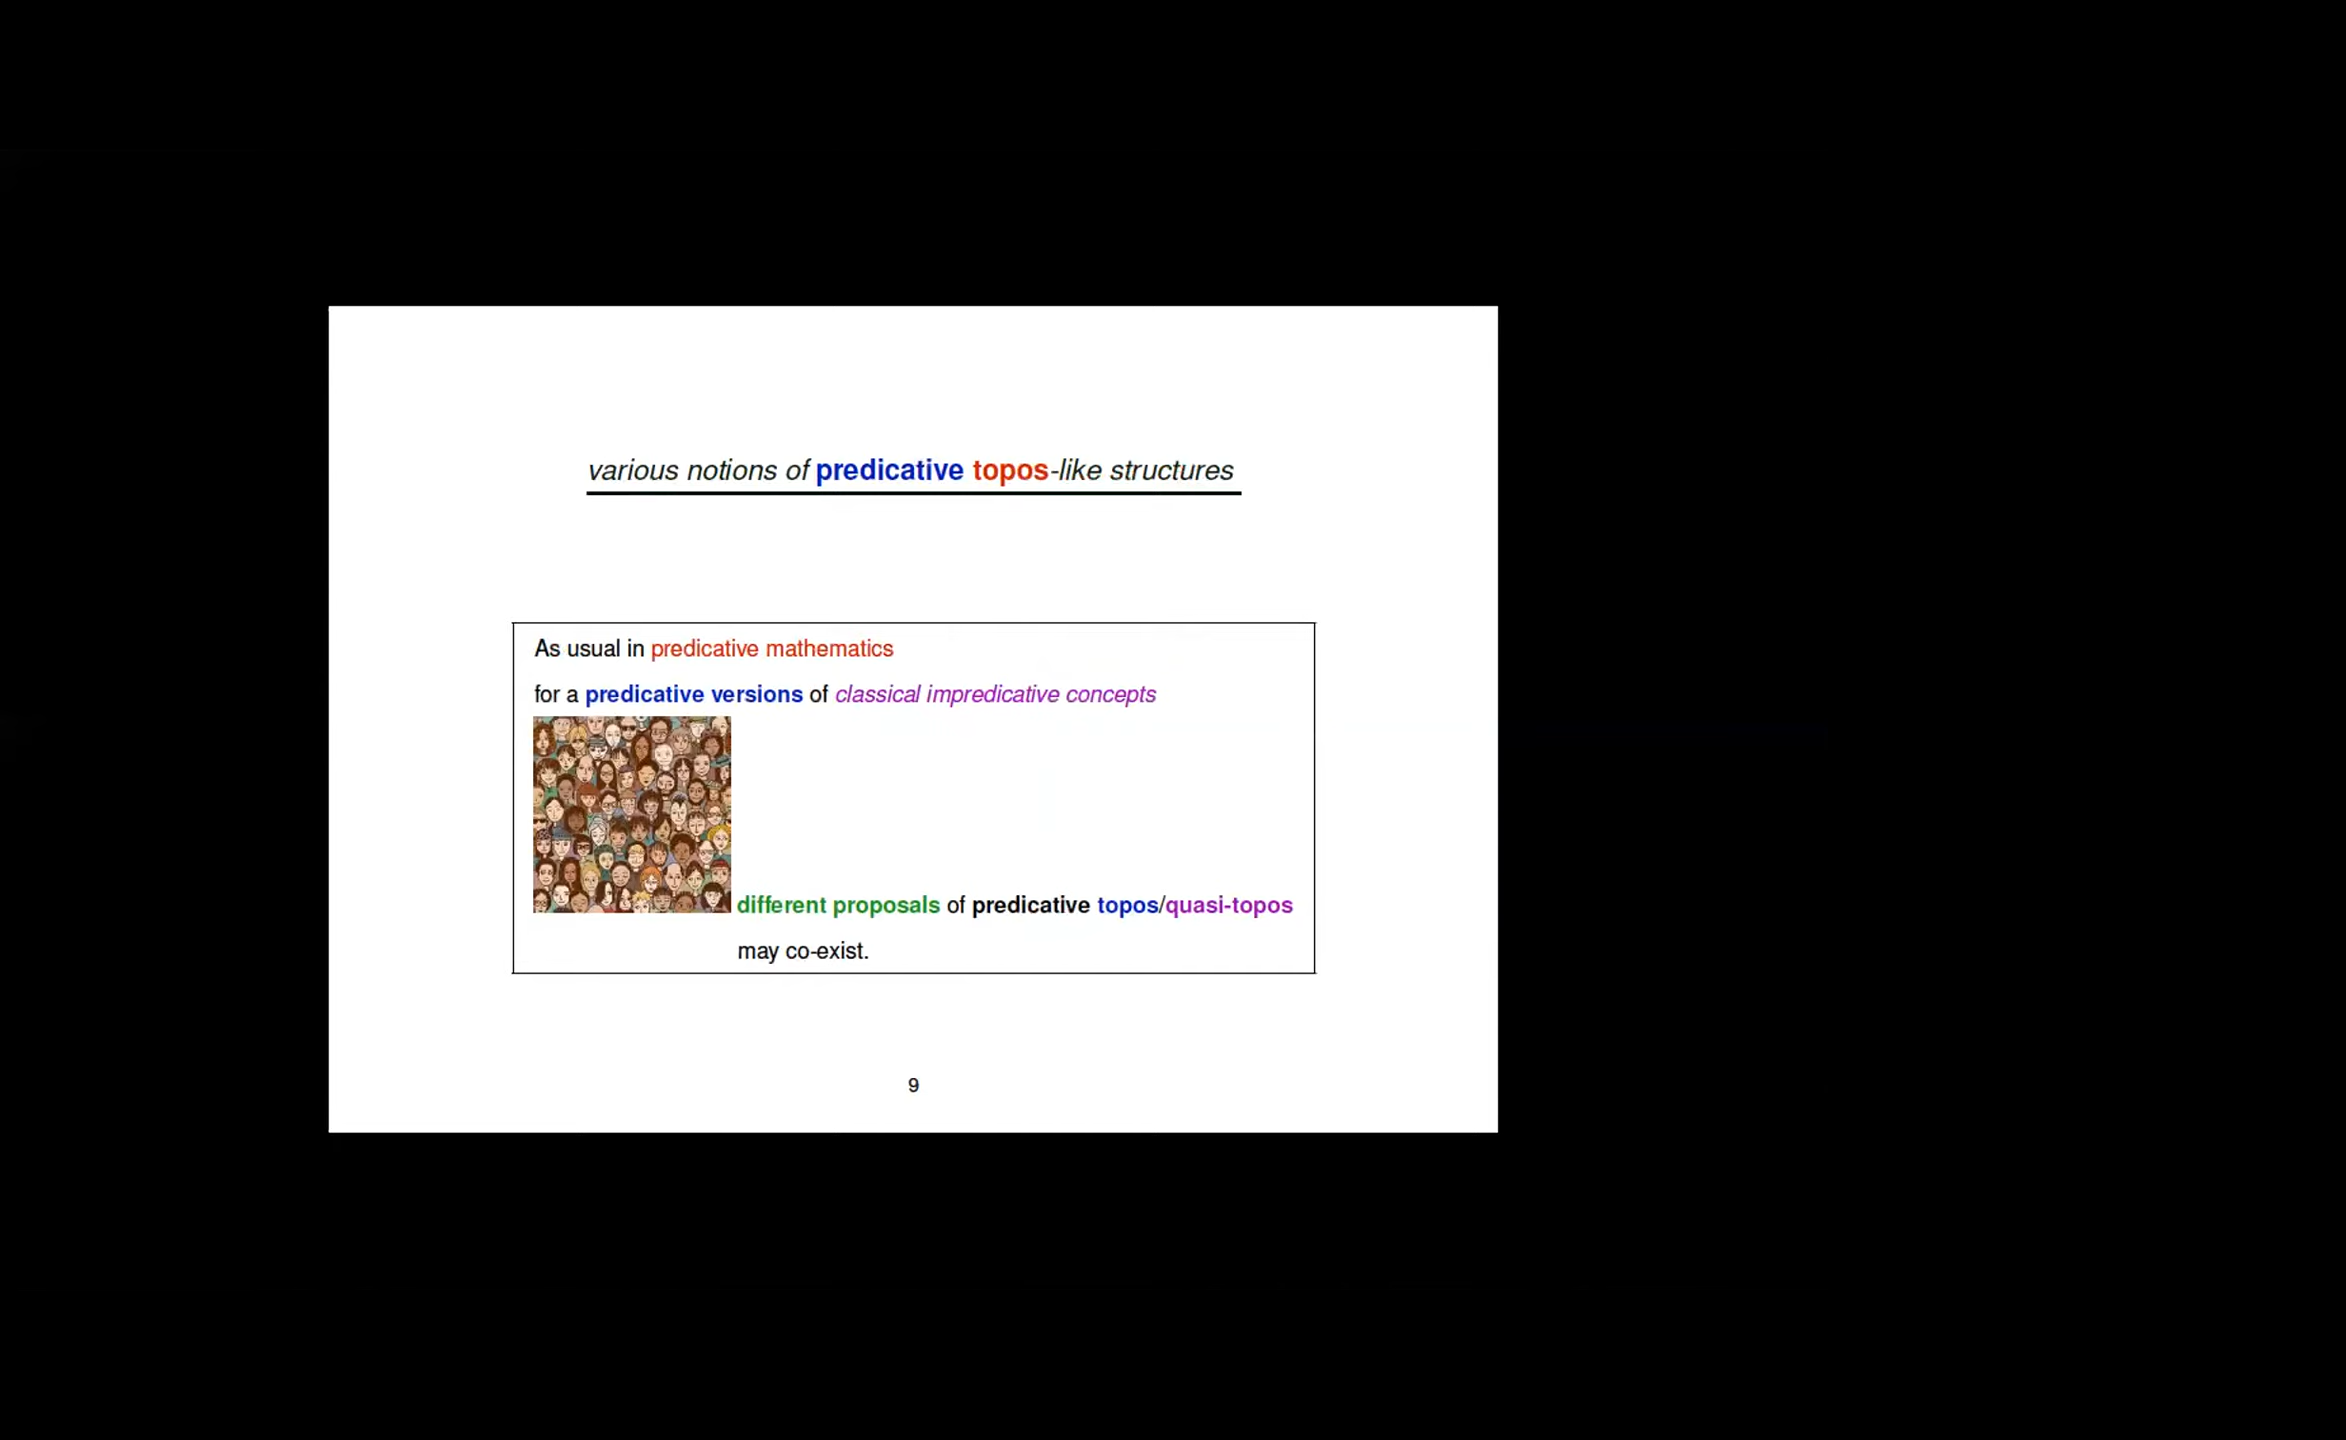 various notions of predicative topos-like structures
As usual in predicative mathematics
for a predicative versions of classical impredicative concepts
different proposals of predicative topos/quasi-topos
may co-exist.
9